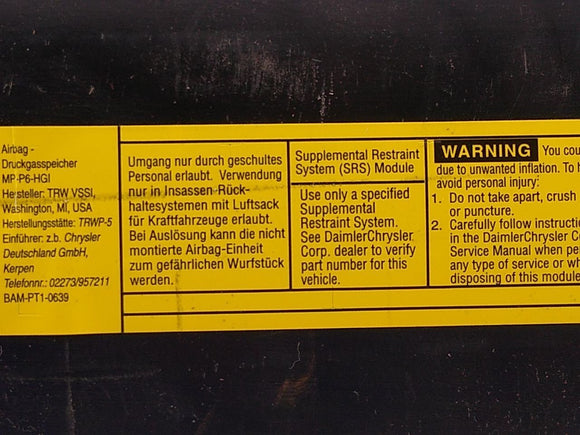 Airbag -
Druckgasspeicher
MP-P6-HGI
Hesteller: TRW VSSI,
Washington, MI, USA
Herstellungsstätte: TRWP-5
Einführer: z.b. Chrysler
Deutschland GmbH,
Kerpen
Telefonnr.: 02273/957211
BAM-PT1-0639
Umgang nur durch geschultes
Personal erlaubt. Verwendung
nur in Insassen Rück-
haltesystemen mit Luftsack
für Kraftfahrzeuge erlaubt.
Bei Auslösung kann die nicht
montierte Airbag-Einheit
zum gefährlichen Wurfstück
werden.
Supplemental Restraint
System (SRS) Module
Use only a specified
Supplemental
Restraint System.
See DaimlerChrysler
Corp. dealer to verify
part number for this
vehicle.
WARNING You cou
due to unwanted inflation. To h
avoid personal injury:
1. Do not take apart, crush
or puncture.
2. Carefully follow instructi
in the DaimlerChrysler C
Service Manual when per
any type of service or wh
disposing of this module